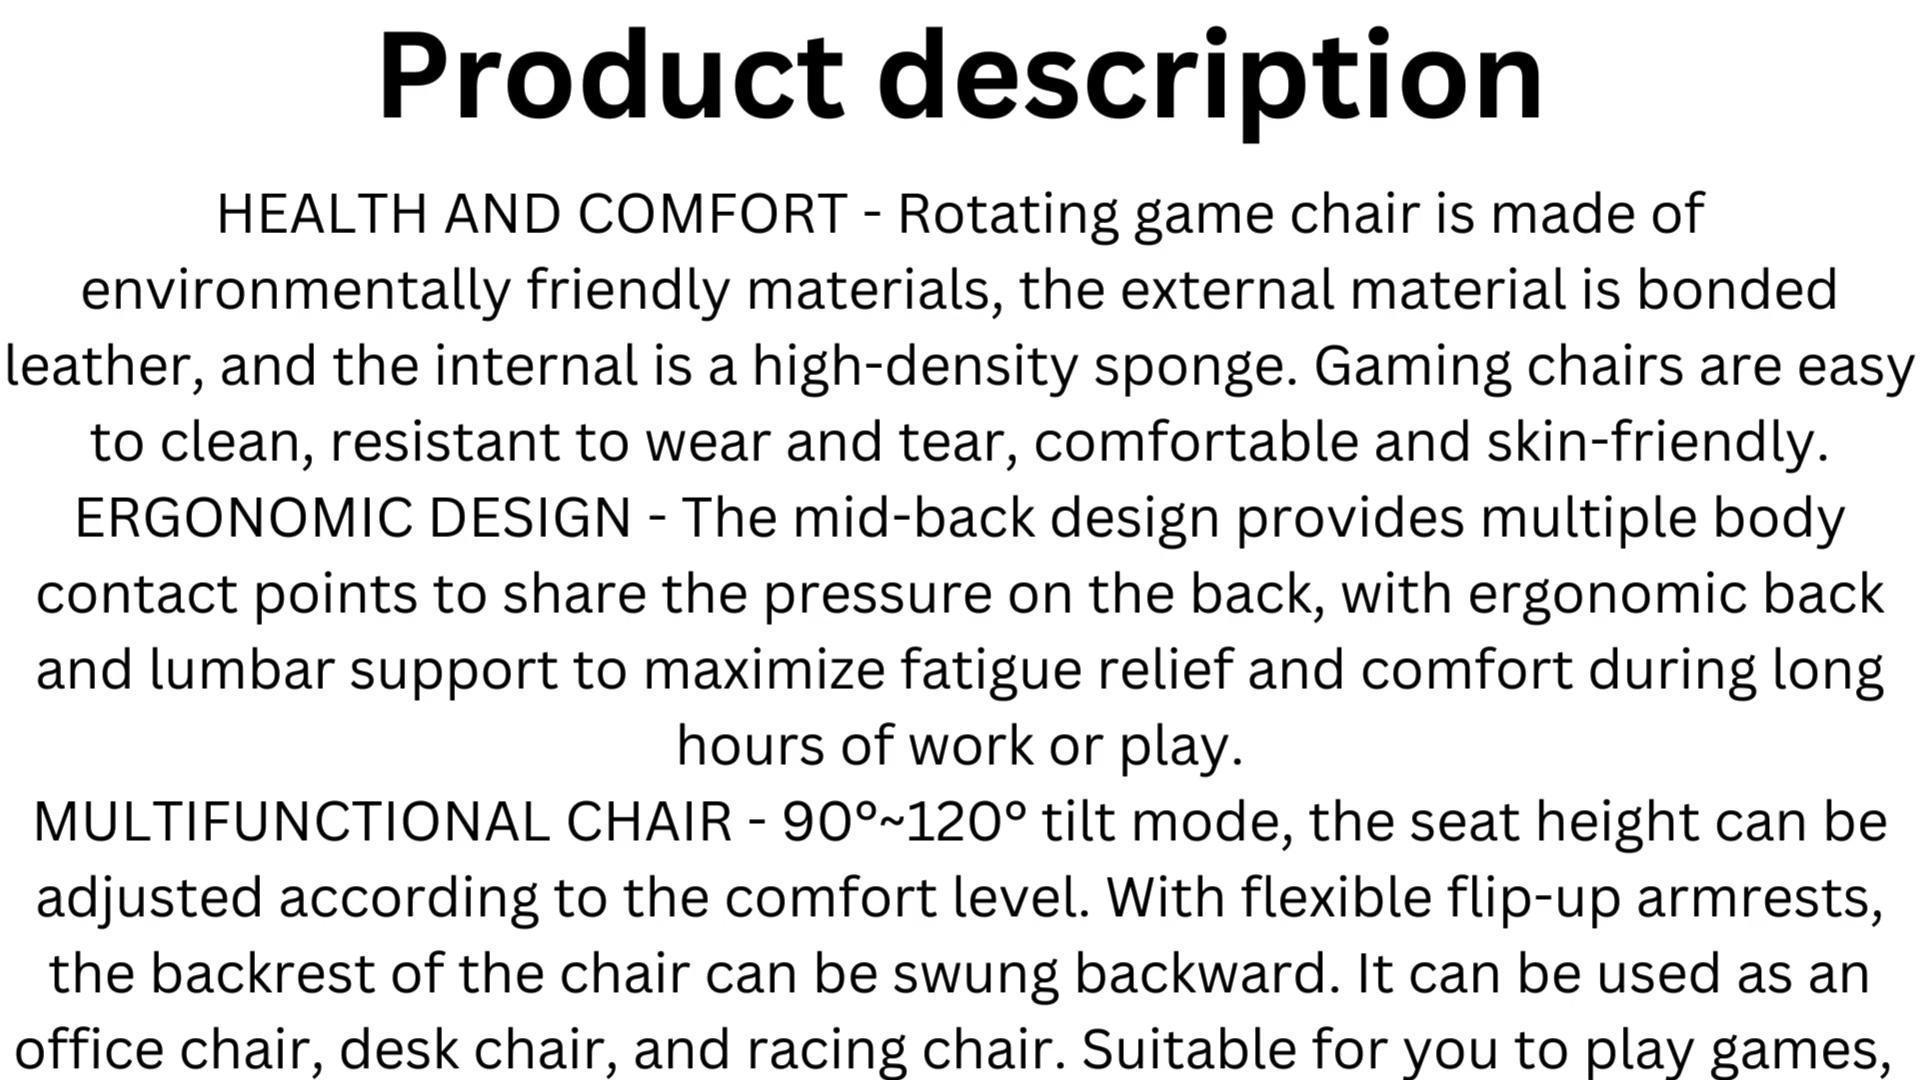 Product description
HEALTH AND COMFORT - Rotating game chair is made of
environmentally friendly materials, the external material is bonded
leather, and the internal is a high-density sponge. Gaming chairs are easy
to clean, resistant to wear and tear, comfortable and skin-friendly.
ERGONOMIC DESIGN - The mid-back design provides multiple body
contact points to share the pressure on the back, with ergonomic back
and lumbar support to maximize fatigue relief and comfort during long
hours of work or play.
MULTIFUNCTIONAL CHAIR - 90°~120° tilt mode, the seat height can be
adjusted according to the comfort level. With flexible flip-up armrests,
the backrest of the chair can be swung backward. It can be used as an
office chair, desk chair, and racing chair. Suitable for you to play games,